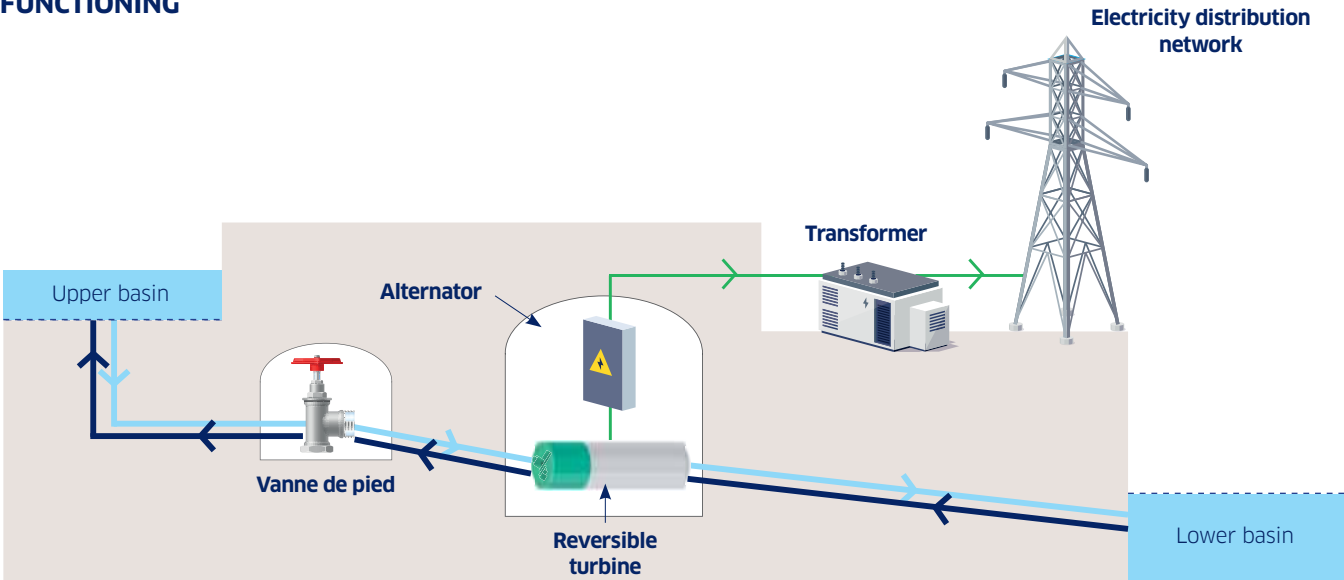 FUNCTIONING
Electricity distribution
network
Transformer
Upper basin
Alternator
Vanne de pied
Reversible
turbine
Lower basin